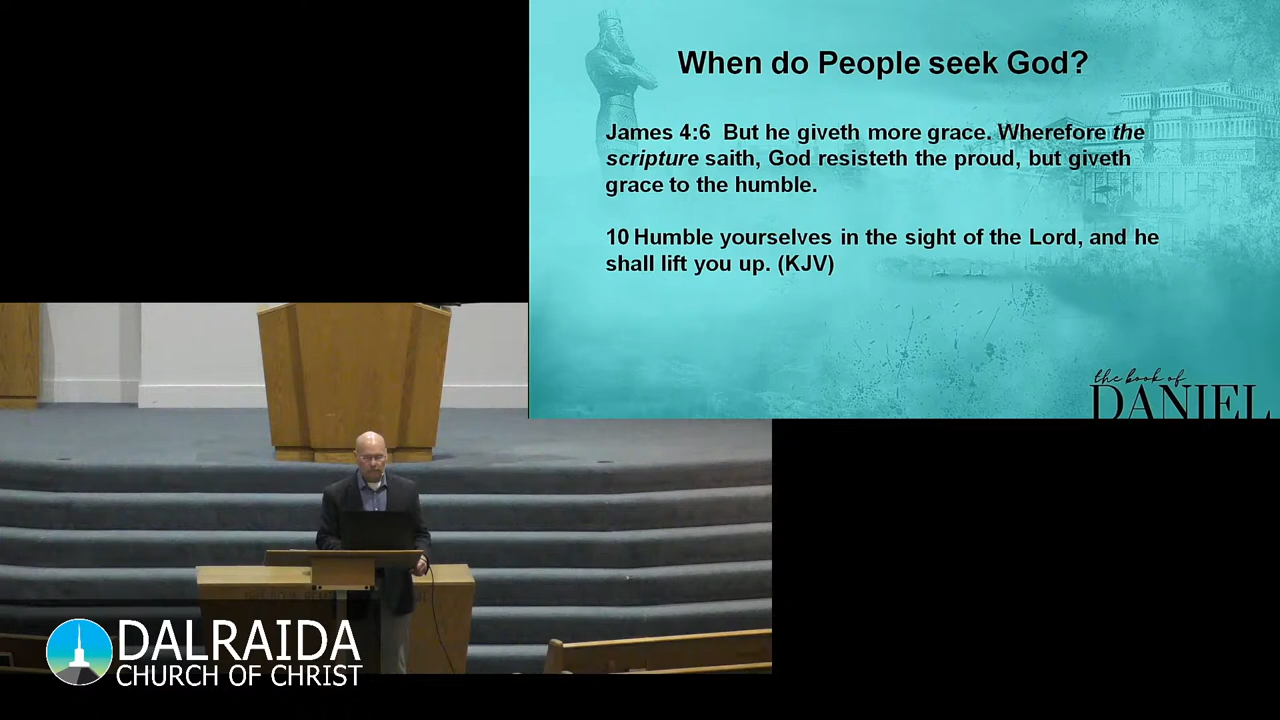 When do People seek God?
James 4:6 But he giveth more grace. Wherefore the
scripture saith, God resisteth the proud, but giveth
grace to the humble.
10 Humble yourselves in the sight of the Lord, and he
shall lift you up. (KJV)
the book of
DANIEL
DALRAIDA
CHURCH OF CHRIST